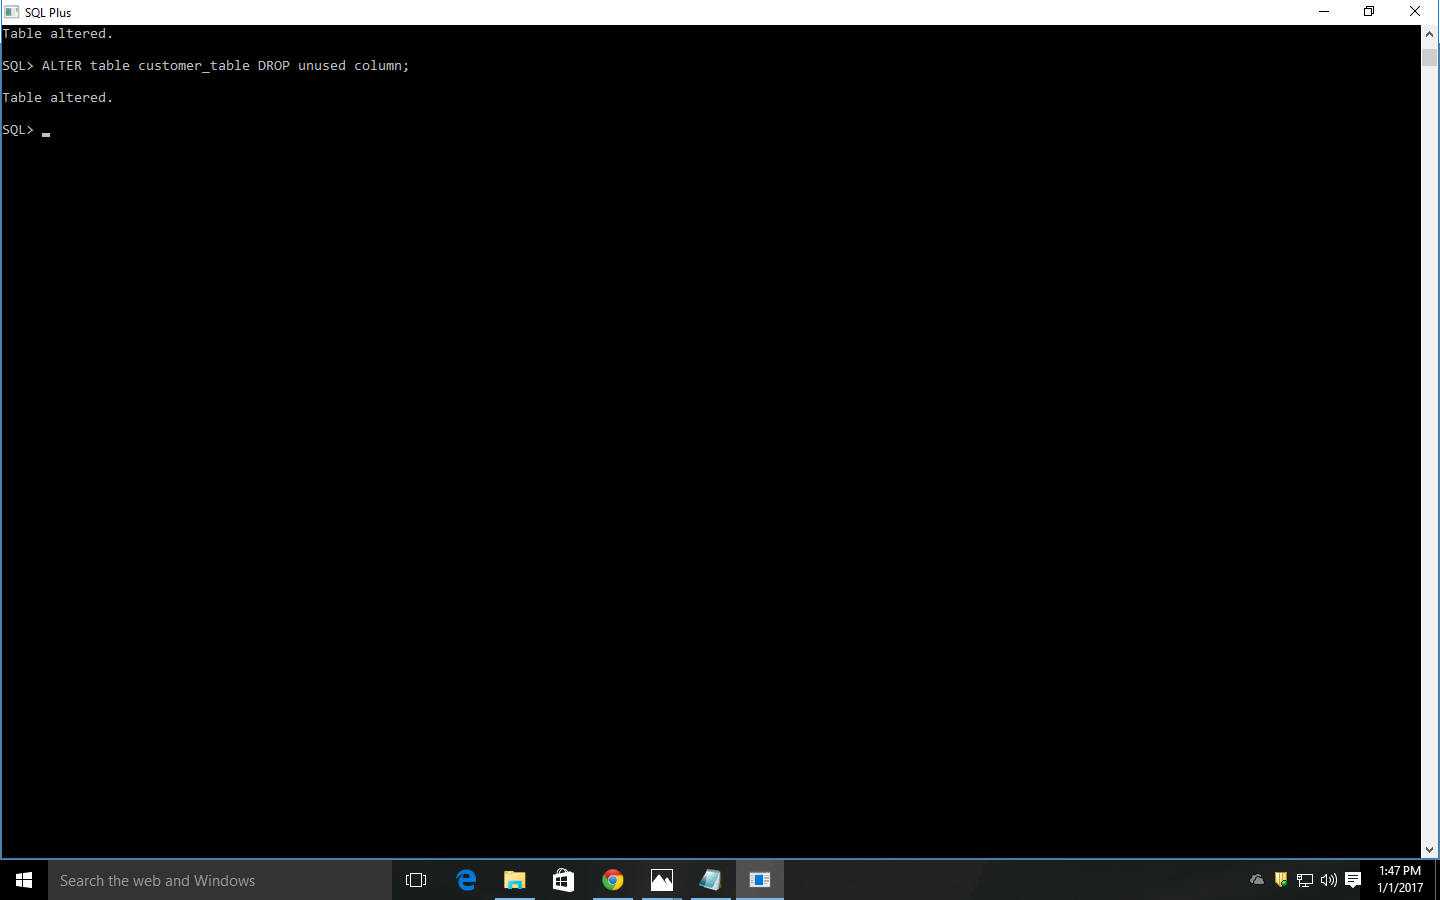 SQL Plus
Table altered.
SQL> ALTER table customer_table DROP unused column;
Table altered.
SQL>
Search the web and Windows
1:47 PM
1/1/2017